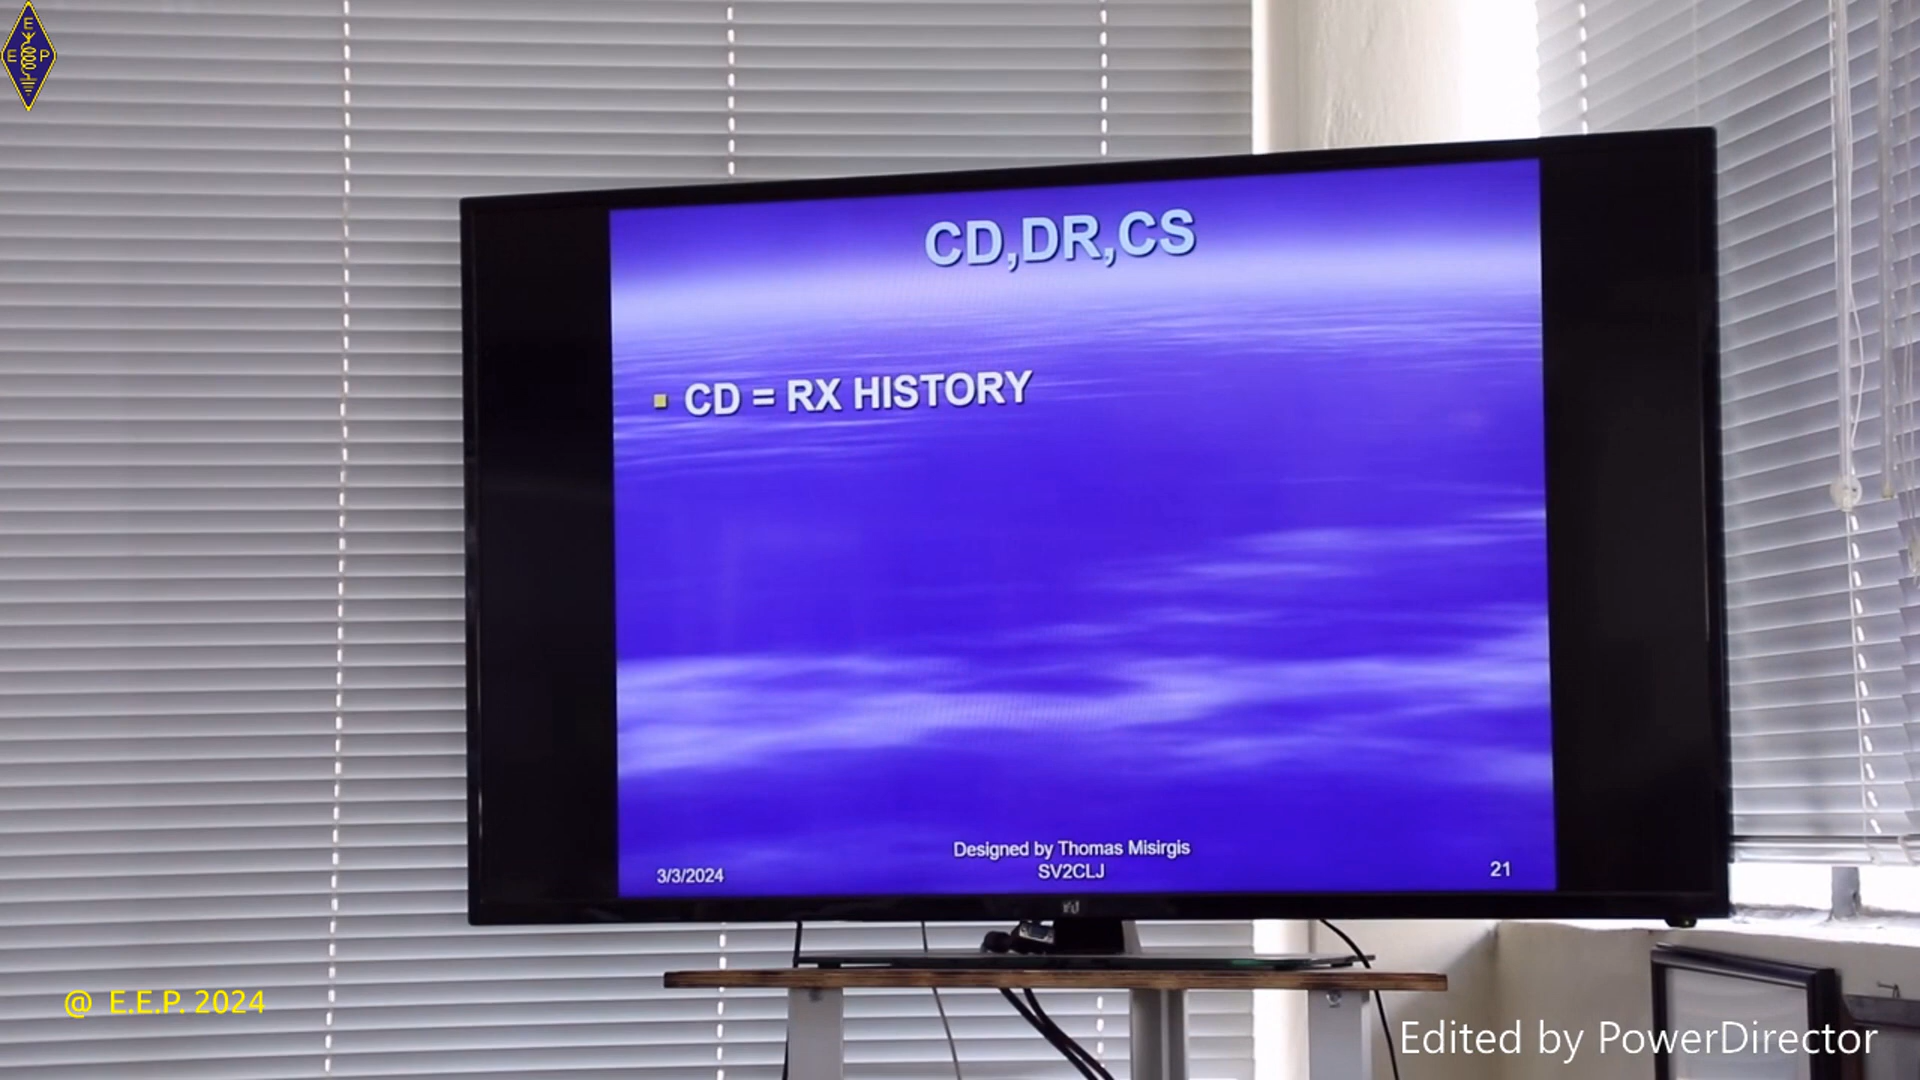 E
E P
CD,DR,CS
CD = RX HISTORY
Designed by Thomas Misirgis
SV2CLJ
3/3/2024
21
@ E.E.P. 2024
Edited by PowerDirector